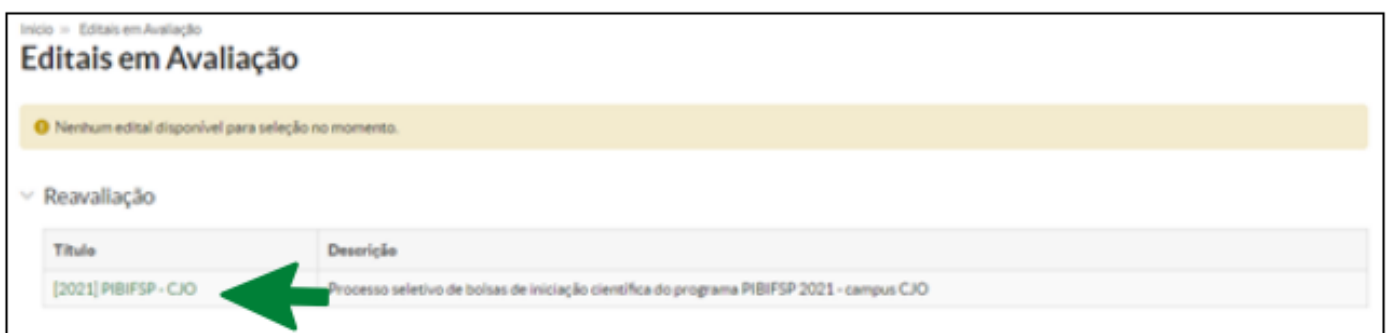 Início » Editais em Avaliação
Editais em Avaliação
Nenhum edital disponível para seleção no momento.
Reavaliação
Título Descrição
[2021] PIBIFSP - CJO Processo seletivo de bolsas de iniciação científica do programa PIBIFSP 2021 - campus CJO